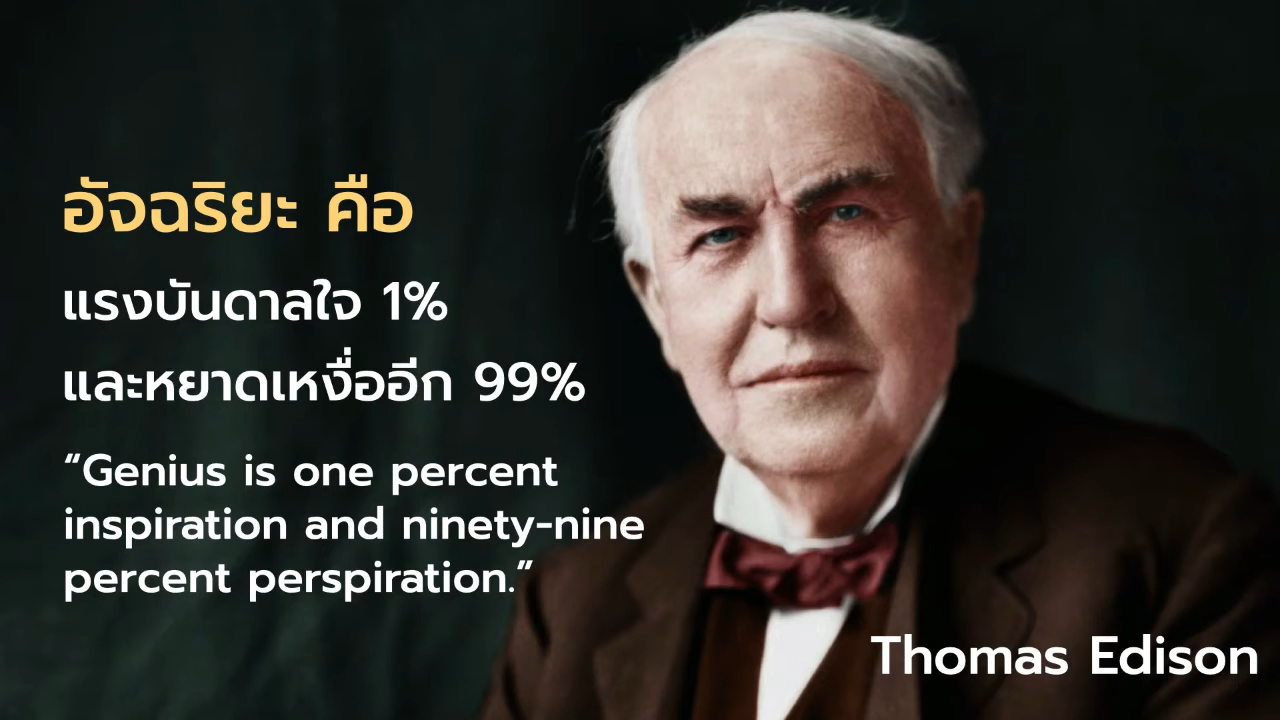 อัจฉริยะ คือ
แรงบันดาลใจ 1%
และหยาดเหงื่ออีก 99%
“Genius is one percent
inspiration and ninety-nine
percent perspiration.”
Thomas Edison